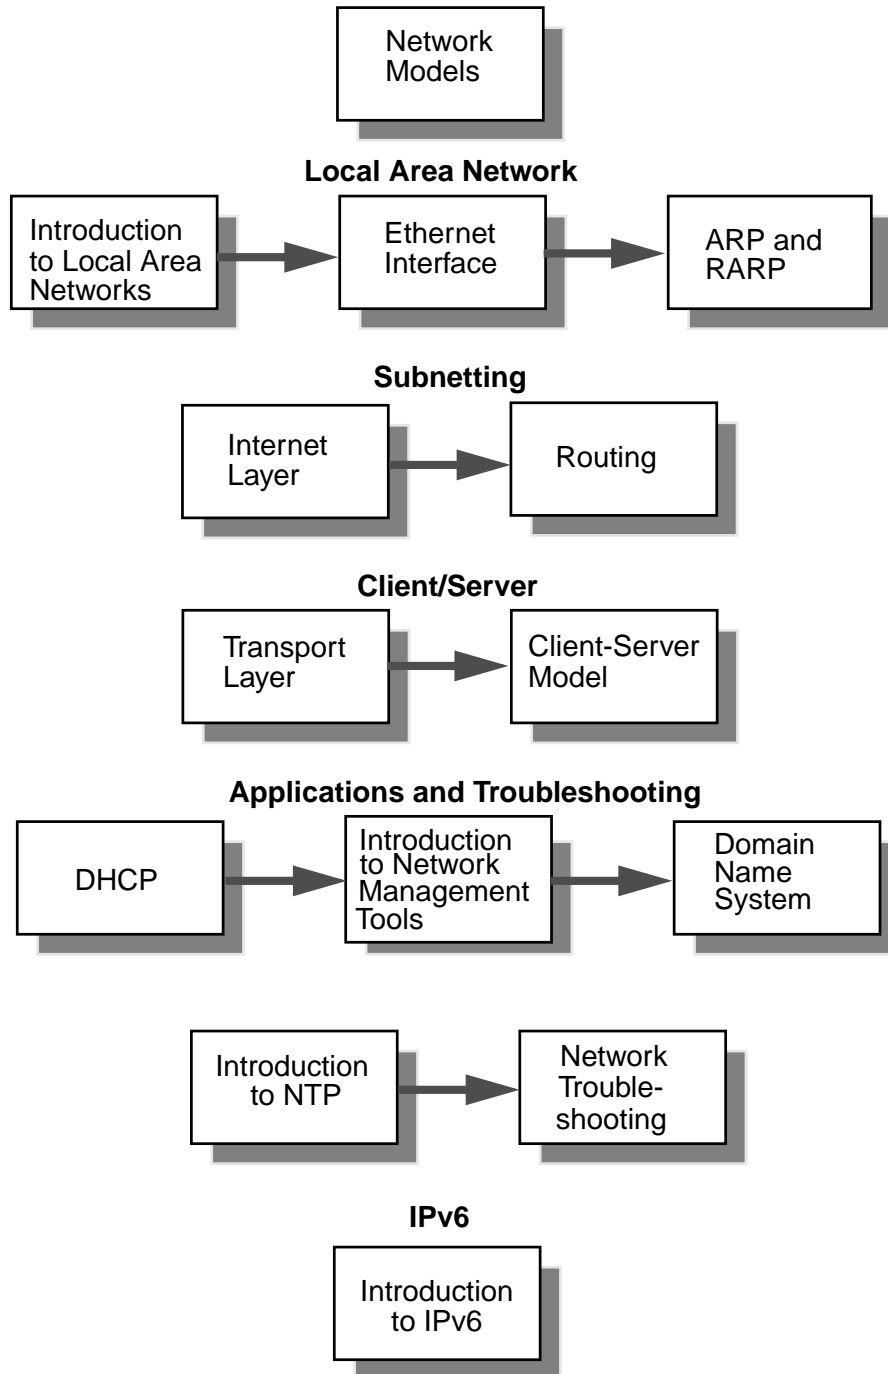 Network
Models
Local Area Network
Introduction
to Local Area
Networks
Ethernet
Interface
ARP and
RARP
Subnetting
Internet
Layer
Routing
Client/Server
Transport
Layer
Client-Server
Model
Applications and Troubleshooting
DHCP
Introduction
to Network
Management
Tools
Domain
Name
System
Introduction
to NTP
Network
Trouble-
shooting
IPv6
Introduction
to IPv6